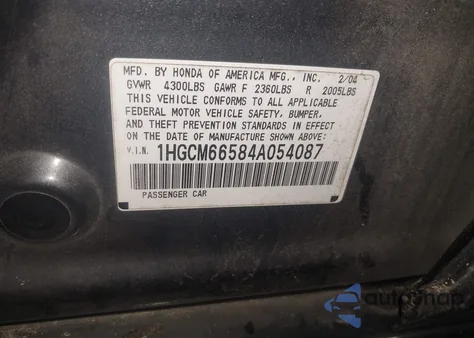 MFD. BY HONDA OF AMERICA MFG., INC. 2/04
GVWR 4300LBS GAWR F 2360LBS R 2005LBS
THIS VEHICLE CONFORMS TO ALL APPLICABLE
FEDERAL MOTOR VEHICLE SAFETY, BUMPER,
AND THEFT PREVENTION STANDARDS IN EFFECT
ON THE DATE OF MANUFACTURE SHOWN ABOVE:
V.I.N. 1HGCM66584A054087
PASSENGER CAR
autosnap